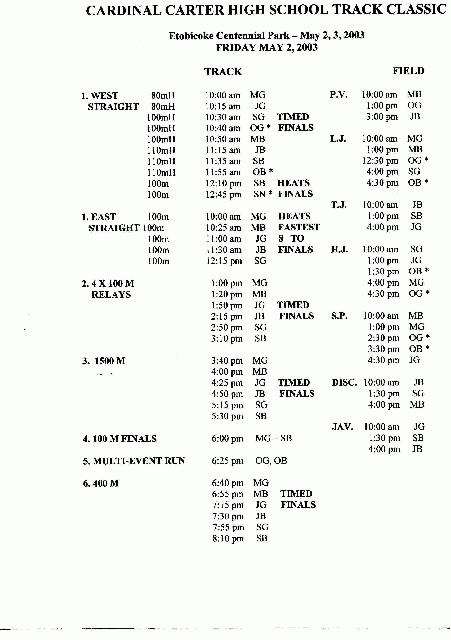 CARDINAL CARTER HIGH SCHOOL TRACK CLASSIC
Etobicoke Centennial Park – May 2, 3, 2003
FRIDAY MAY 2, 2003
TRACK
1. WEST 80mH 10:00 am MG
STRAIGHT 80mH 10:15 am JG
100mH 10:30 am SG TIMED
100mH 10:40 am OG * FINALS
100mH 10:50 am MB
110mH 11:15 am JB
110mH 11:35 am SB
110mH 11:55 am OB *
100m 12:10 pm SB HEATS
100m 12:45 pm SN * FINALS
1. EAST 100m 10:00 am MG HEATS
STRAIGHT 100m 10:25 am MB FASTEST
100m 11:00 am JG 8 TO
100m 11:30 am JB FINALS
100m 12:15 pm SG
2. 4 X 100 M 1:00 pm MG
RELAYS 1:20 pm MB
1:50 pm JG TIMED
2:15 pm JB FINALS
2:50 pm SG
3:10 pm SB
3. 1500 M 3:40 pm MG
4:00 pm MB
4:25 pm JG TIMED
4:50 pm JB FINALS
5:15 pm SG
5:30 pm SB
4. 100 M FINALS 6:00 pm MG – SB
5. MULTI-EVENT RUN 6:25 pm OG, OB
6. 400 M 6:40 pm MG
6:55 pm MB TIMED
7:15 pm JG FINALS
7:30 pm JB
7:55 pm SG
8:10 pm SB
FIELD
P.V. 10:00 am MB
1:00 pm OG
3:00 pm JB
L.J. 10:00 am MG
1:00 pm MB
12:30 pm OG *
4:00 pm SG
4:30 pm OB *
T.J. 10:00 am JB
1:00 pm SB
4:00 pm JG
H.J. 10:00 am SG
1:00 pm JG
1:30 pm OB *
4:00 pm MG
4:30 pm OG *
S.P. 10:00 am MB
1:00 pm MG
2:30 pm OG *
3:30 pm OB *
4:30 pm JG
DISC. 10:00 am JB
1:30 pm SG
4:00 pm MB
JAV. 10:00 am JG
1:30 pm SB
4:00 pm JB